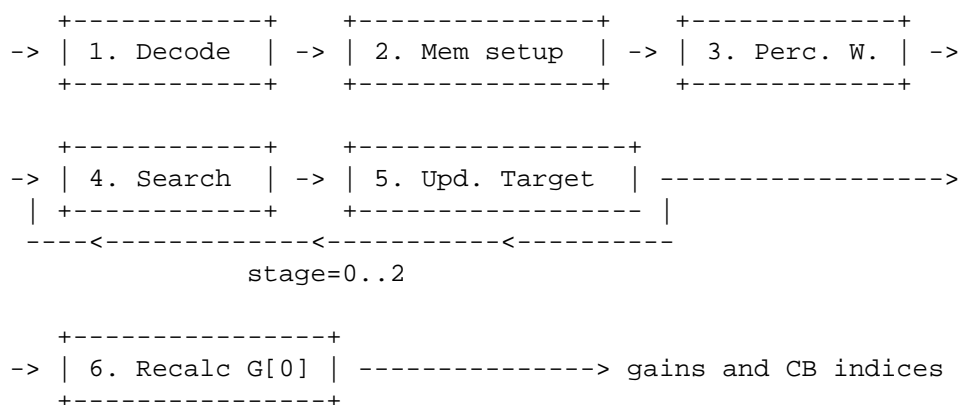 +------------+    +---------------+    +-------------+
-> | 1. Decode  | -> | 2. Mem setup  | -> | 3. Perc. W. | ->
+------------+    +---------------+    +-------------+
+------------+    +-----------------+
-> | 4. Search  | -> | 5. Upd. Target  | ------------------>
| +------------+    +------------------- |
----<-------------<-----------<----------
stage=0..2
+----------------+
-> | 6. Recalc G[0] | ---------------> gains and CB indices
+----------------+